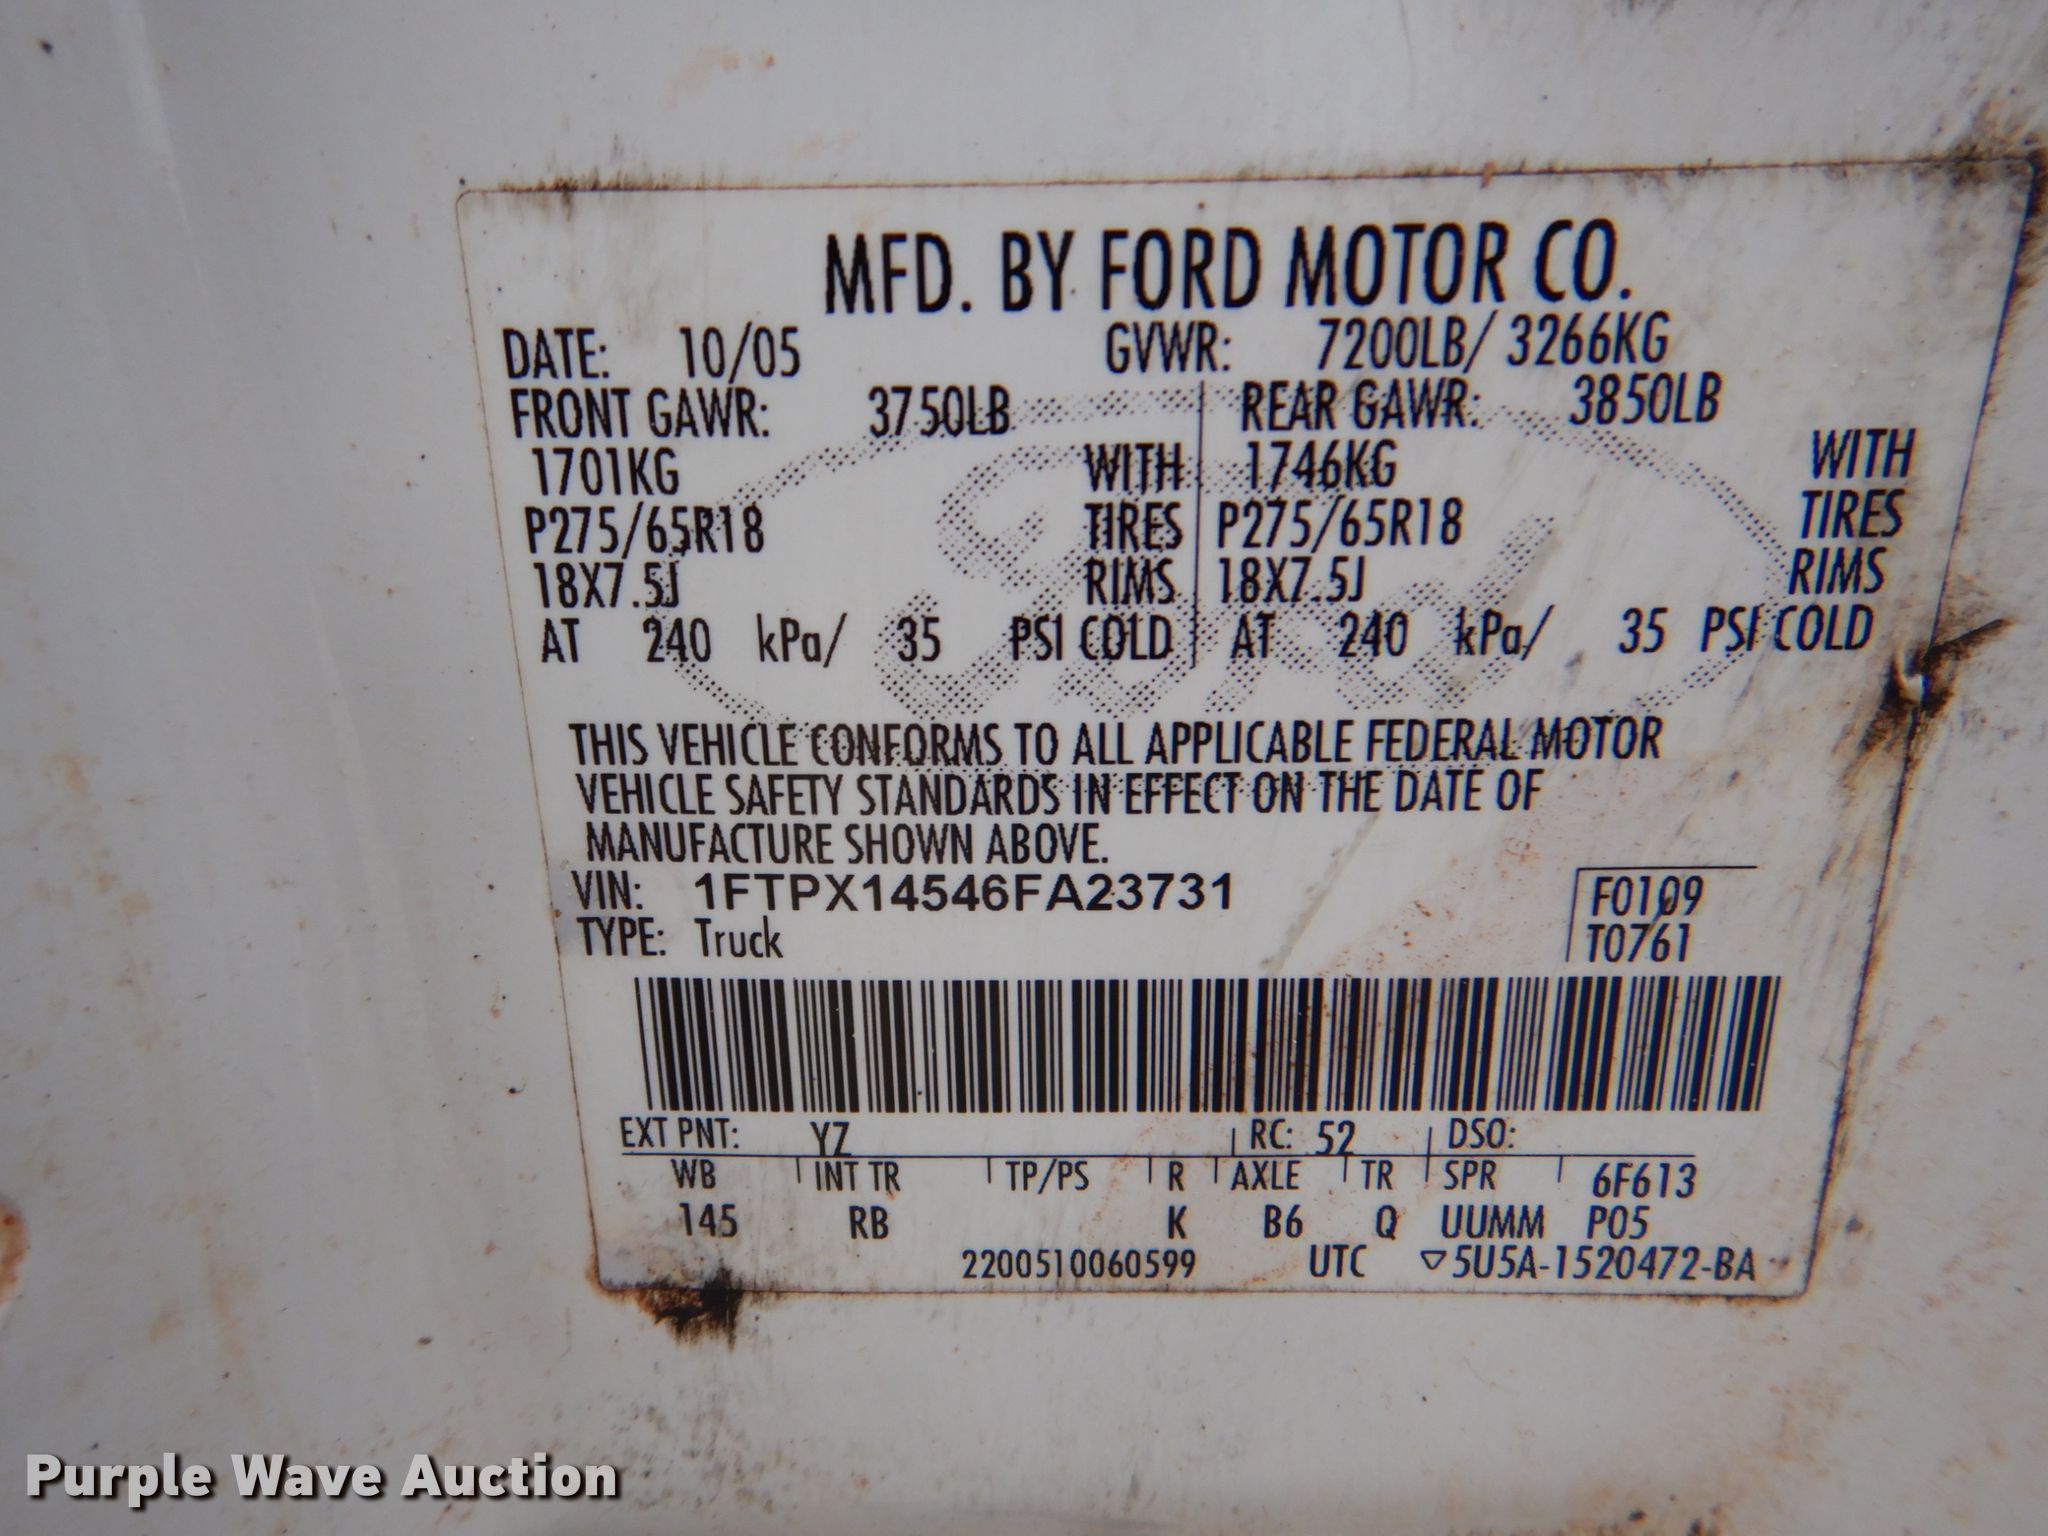 MFD. BY FORD MOTOR CO.
DATE: 10/05 GVWR: 7200LB/ 3266KG
FRONT GAWR: 3750LB REAR GAWR: 3850LB
1701KG WITH 1746KG WITH
P275/65R18 TIRES P275/65R18 TIRES
18X7.5J RIMS 18X7.5J RIMS
AT 240 kPa/ 35 PSI COLD AT 240 kPa/ 35 PSI COLD
Ford
THIS VEHICLE CONFORMS TO ALL APPLICABLE FEDERAL MOTOR
VEHICLE SAFETY STANDARDS IN EFFECT ON THE DATE OF
MANUFACTURE SHOWN ABOVE.
VIN: 1FTPX14546FA23731 F0109
TYPE: Truck T0761
EXT PNT: YZ RC: 52 DSO:
WB INT TR TP/PS R AXLE TR SPR 6F613
145 RB K B6 Q UUMM P05
2200510060599 UTC ▽5U5A-1520472-BA
Purple Wave Auction